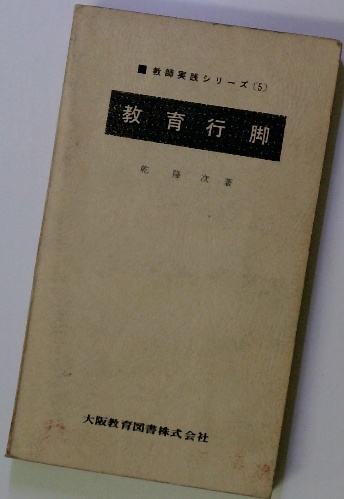 ■ 教師実践シリーズ(5)
教育行脚
乾隆次著
大阪教育図書株式会社